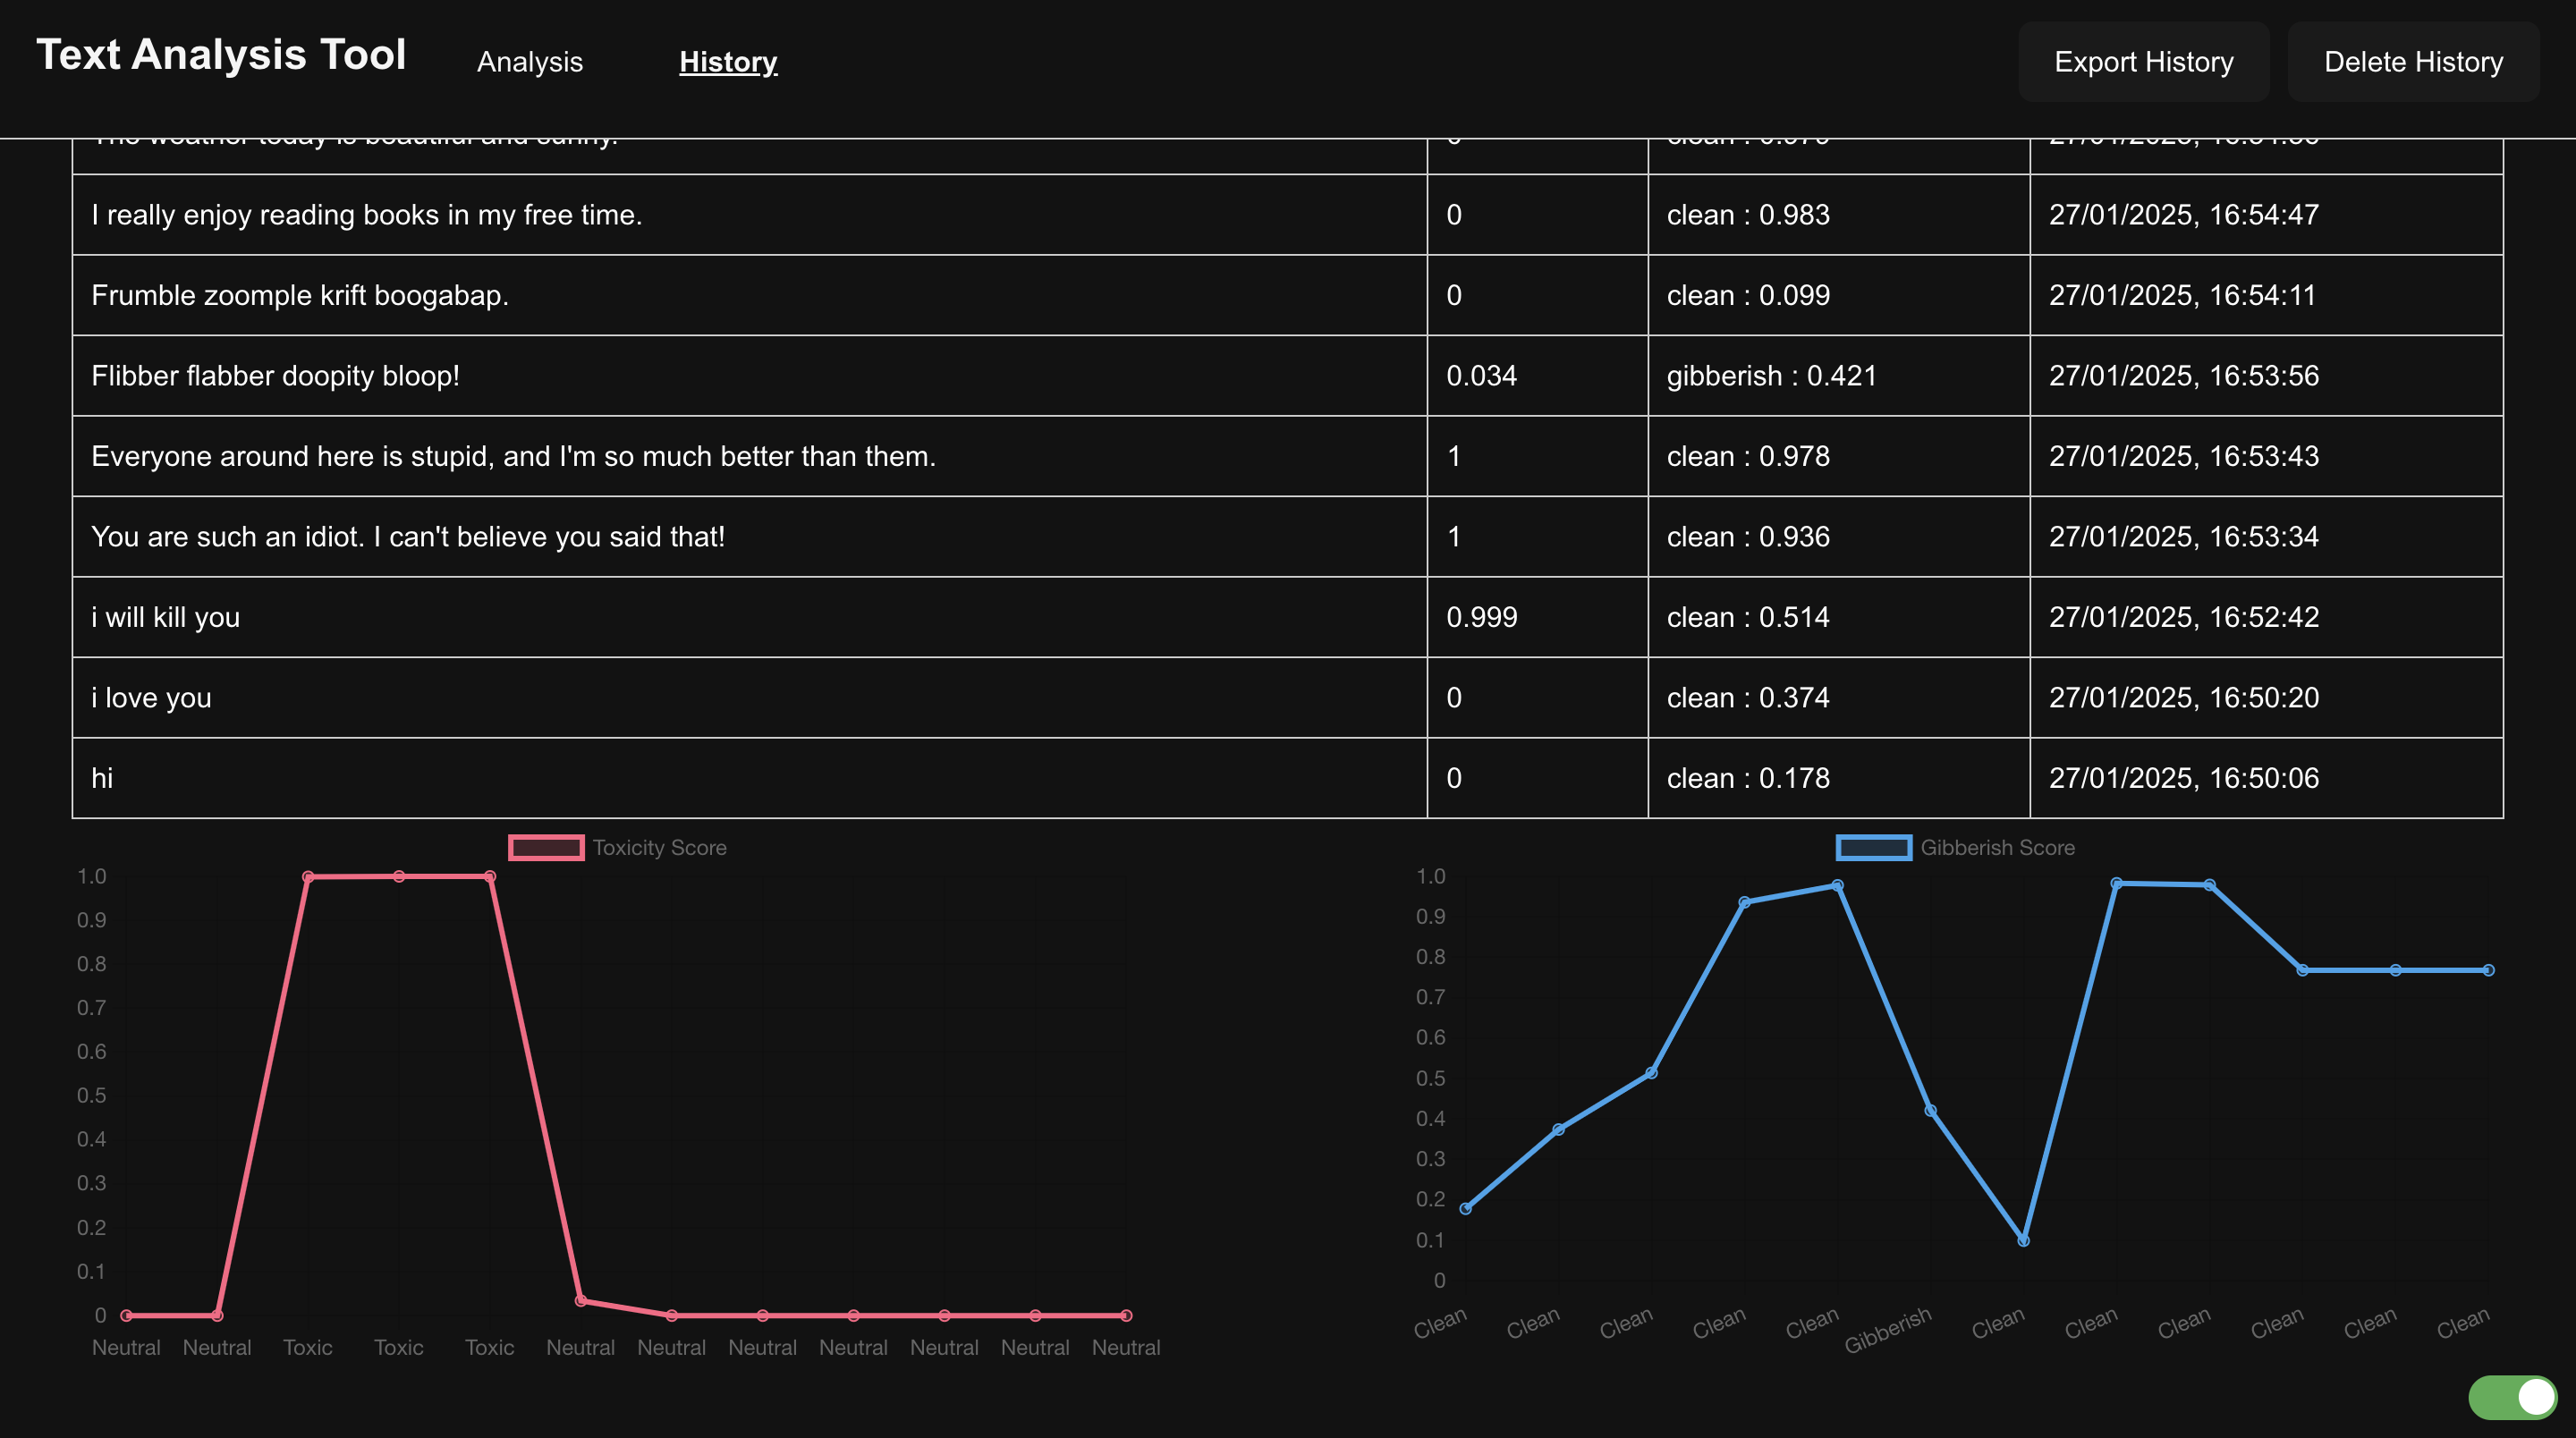 Text Analysis Tool Analysis History Export History Delete History
The weather today is beautiful and sunny!
I really enjoy reading books in my free time. 0 clean : 0.983 27/01/2025, 16:54:47
Frumble zoomple krift boogabap. 0 clean : 0.099 27/01/2025, 16:54:11
Flibber flabber doopity bloop! 0.034 gibberish : 0.421 27/01/2025, 16:53:56
Everyone around here is stupid, and I'm so much better than them. 1 clean : 0.978 27/01/2025, 16:53:43
You are such an idiot. I can't believe you said that! 1 clean : 0.936 27/01/2025, 16:53:34
i will kill you 0.999 clean : 0.514 27/01/2025, 16:52:42
i love you 0 clean : 0.374 27/01/2025, 16:50:20
hi 0 clean : 0.178 27/01/2025, 16:50:06
Toxicity Score
1.0
0.9
0.8
0.7
0.6
0.5
0.4
0.3
0.2
0.1
0
Neutral Neutral Toxic Toxic Toxic Neutral Neutral Neutral Neutral Neutral Neutral Neutral
Gibberish Score
1.0
0.9
0.8
0.7
0.6
0.5
0.4
0.3
0.2
0.1
0
Clean Clean Clean Clean Clean Gibberish Clean Clean Clean Clean Clean Clean